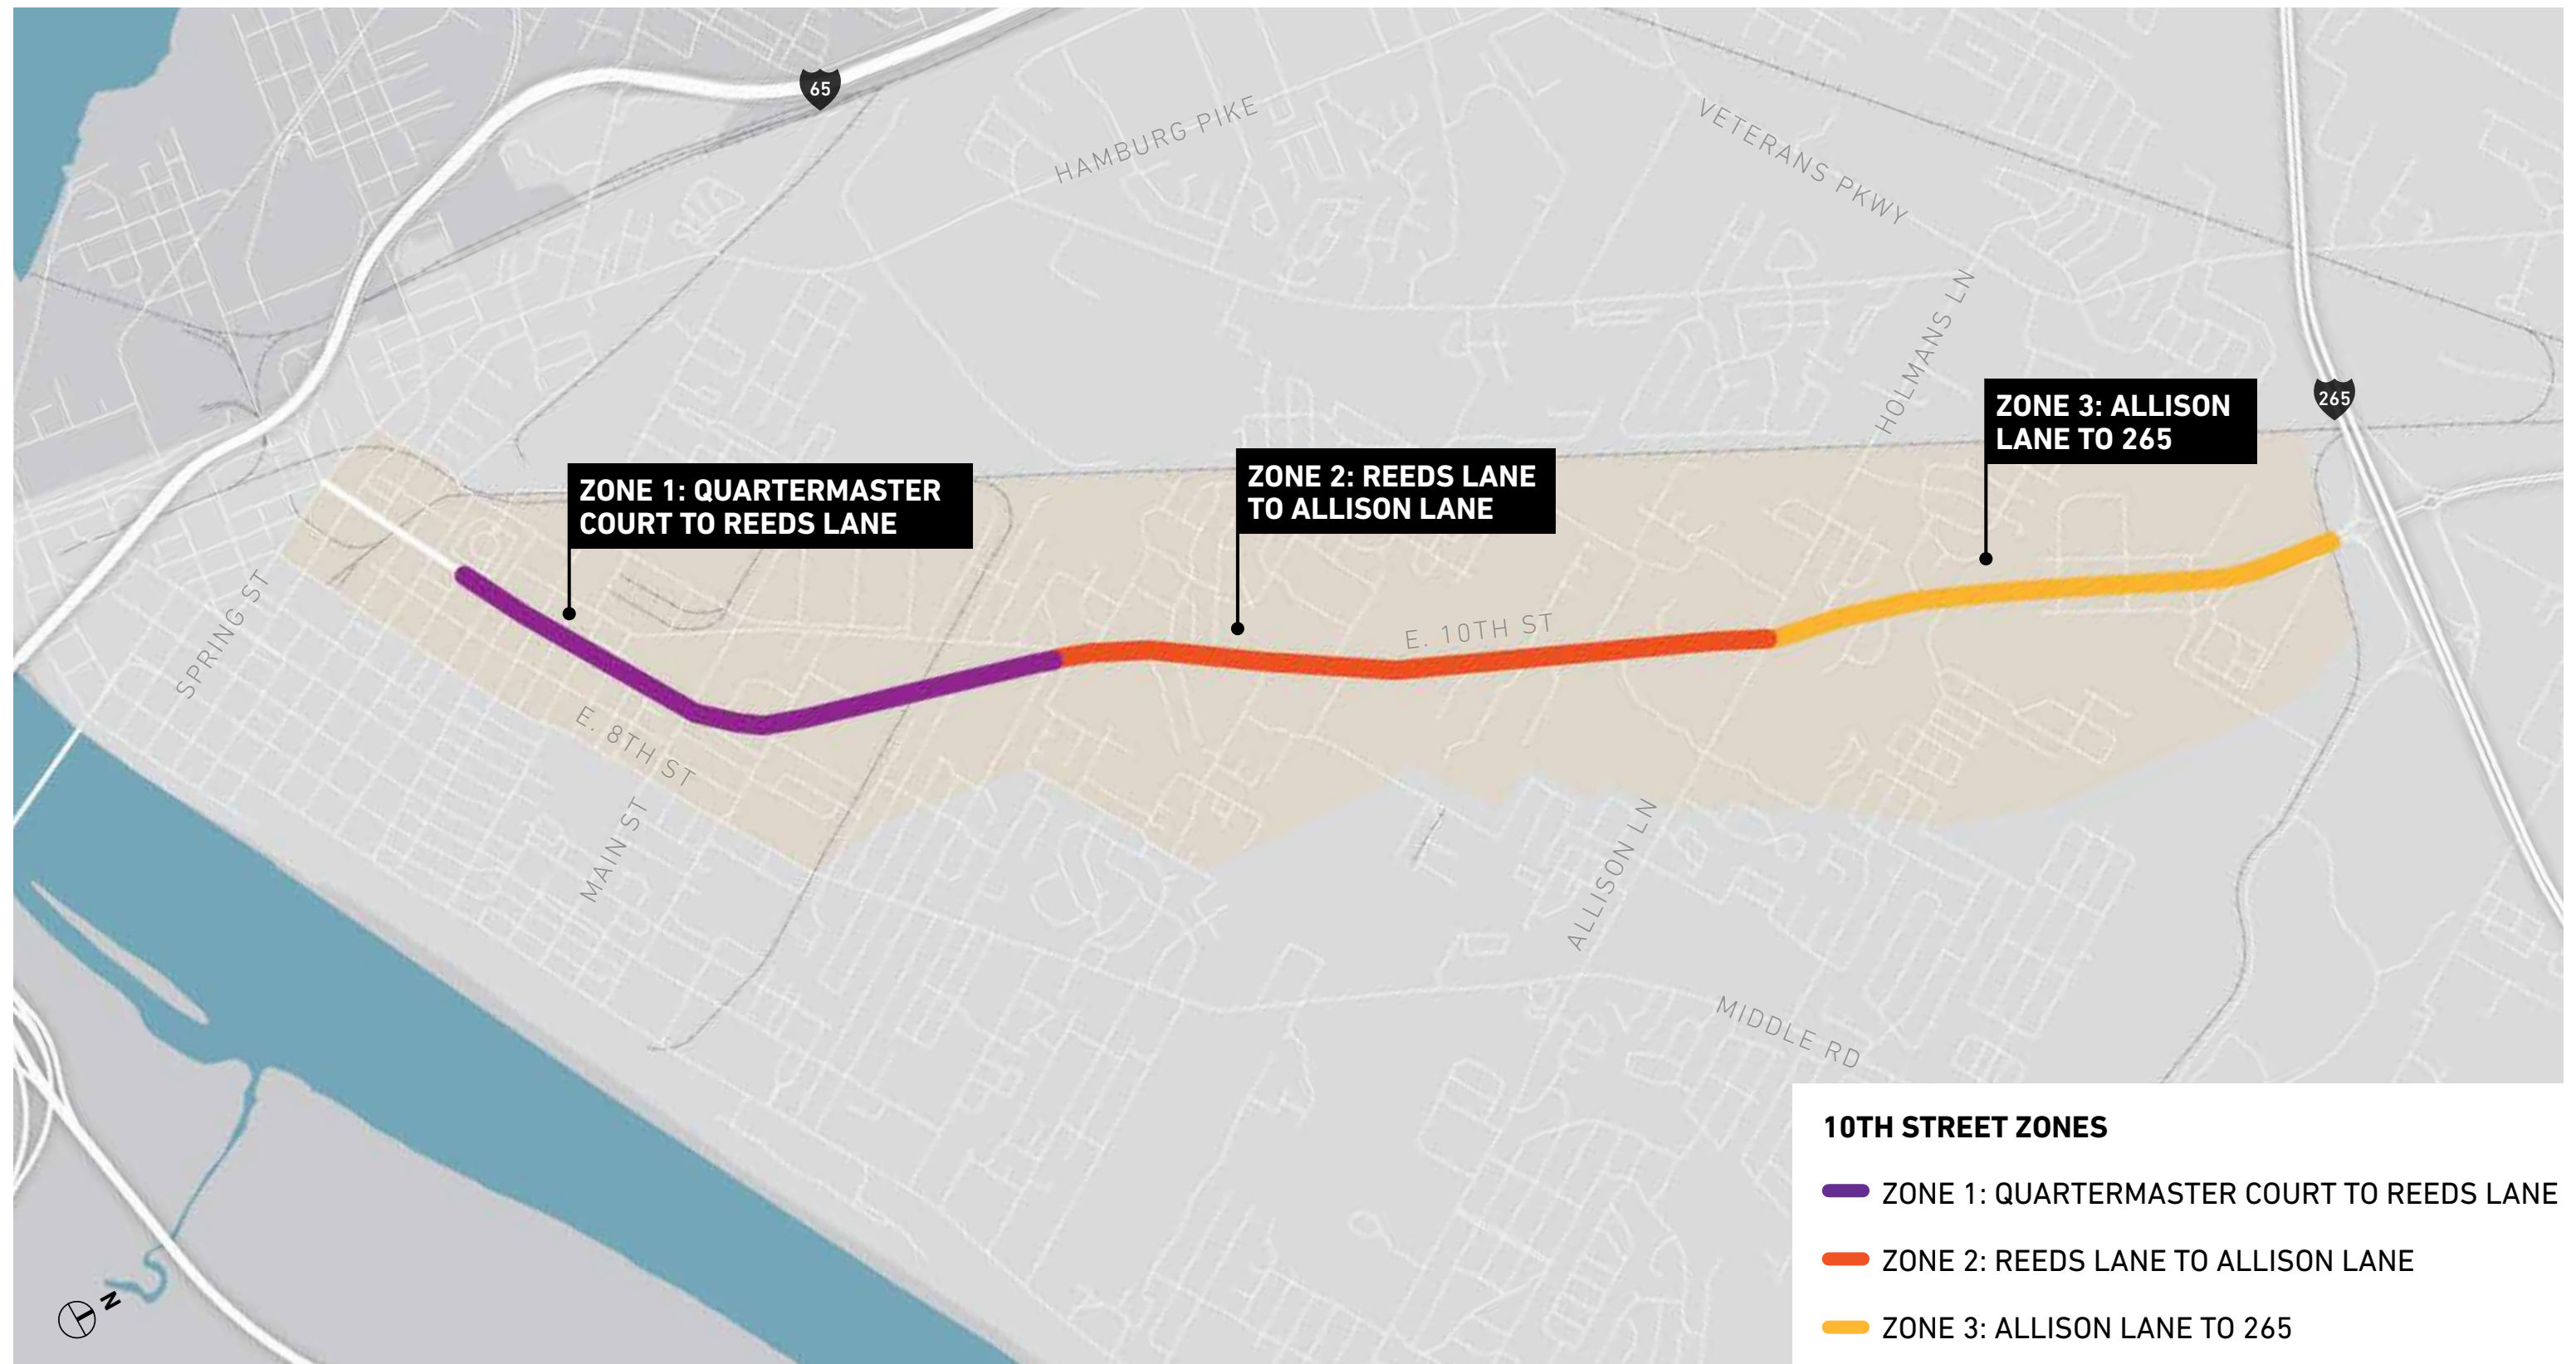 65
HAMBURG PIKE
VETERANS PKWY
HOLMANS LN
265
ZONE 3: ALLISON
LANE TO 265
ZONE 2: REEDS LANE
TO ALLISON LANE
ZONE 1: QUARTERMASTER
COURT TO REEDS LANE
SPRING ST
E. 10TH ST
E. 8TH ST
MAIN ST
ALLISON LN
MIDDLE RD
N
10TH STREET ZONES
ZONE 1: QUARTERMASTER COURT TO REEDS LANE
ZONE 2: REEDS LANE TO ALLISON LANE
ZONE 3: ALLISON LANE TO 265